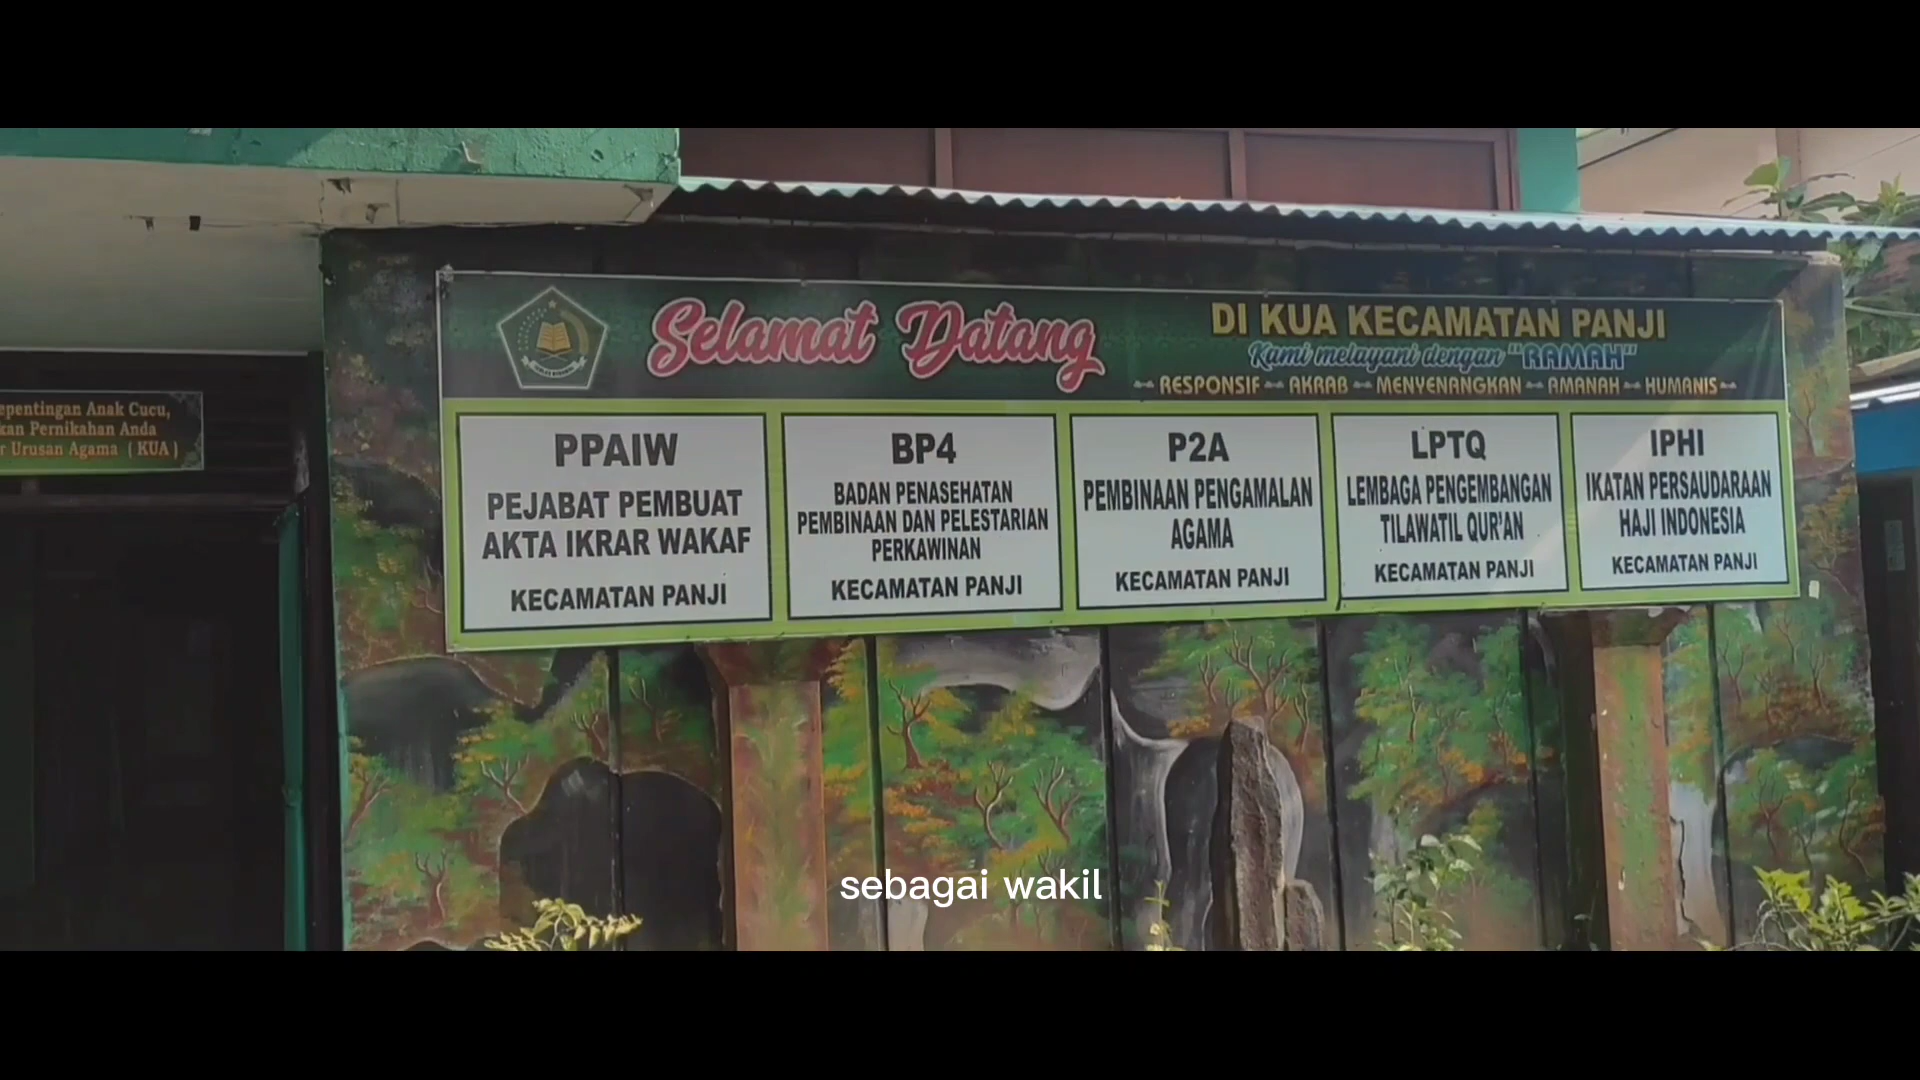 Selamat Datang
DI KUA KECAMATAN PANJI
Kami melayani dengan "RAMAH"
RESPONSIF AKRAB MENYENANGKAN AMANAH HUMANIS
epentingan Anak Cucu,
kan Pernikahan Anda
r Urusan Agama ( KUA )
PPAIW
PEJABAT PEMBUAT
AKTA IKRAR WAKAF
KECAMATAN PANJI
BP4
BADAN PENASEHATAN
PEMBINAAN DAN PELESTARIAN
PERKAWINAN
KECAMATAN PANJI
P2A
PEMBINAAN PENGAMALAN
AGAMA
KECAMATAN PANJI
LPTQ
LEMBAGA PENGEMBANGAN
TILAWATIL QUR'AN
KECAMATAN PANJI
IPHI
IKATAN PERSAUDARAAN
HAJI INDONESIA
KECAMATAN PANJI
sebagai wakil